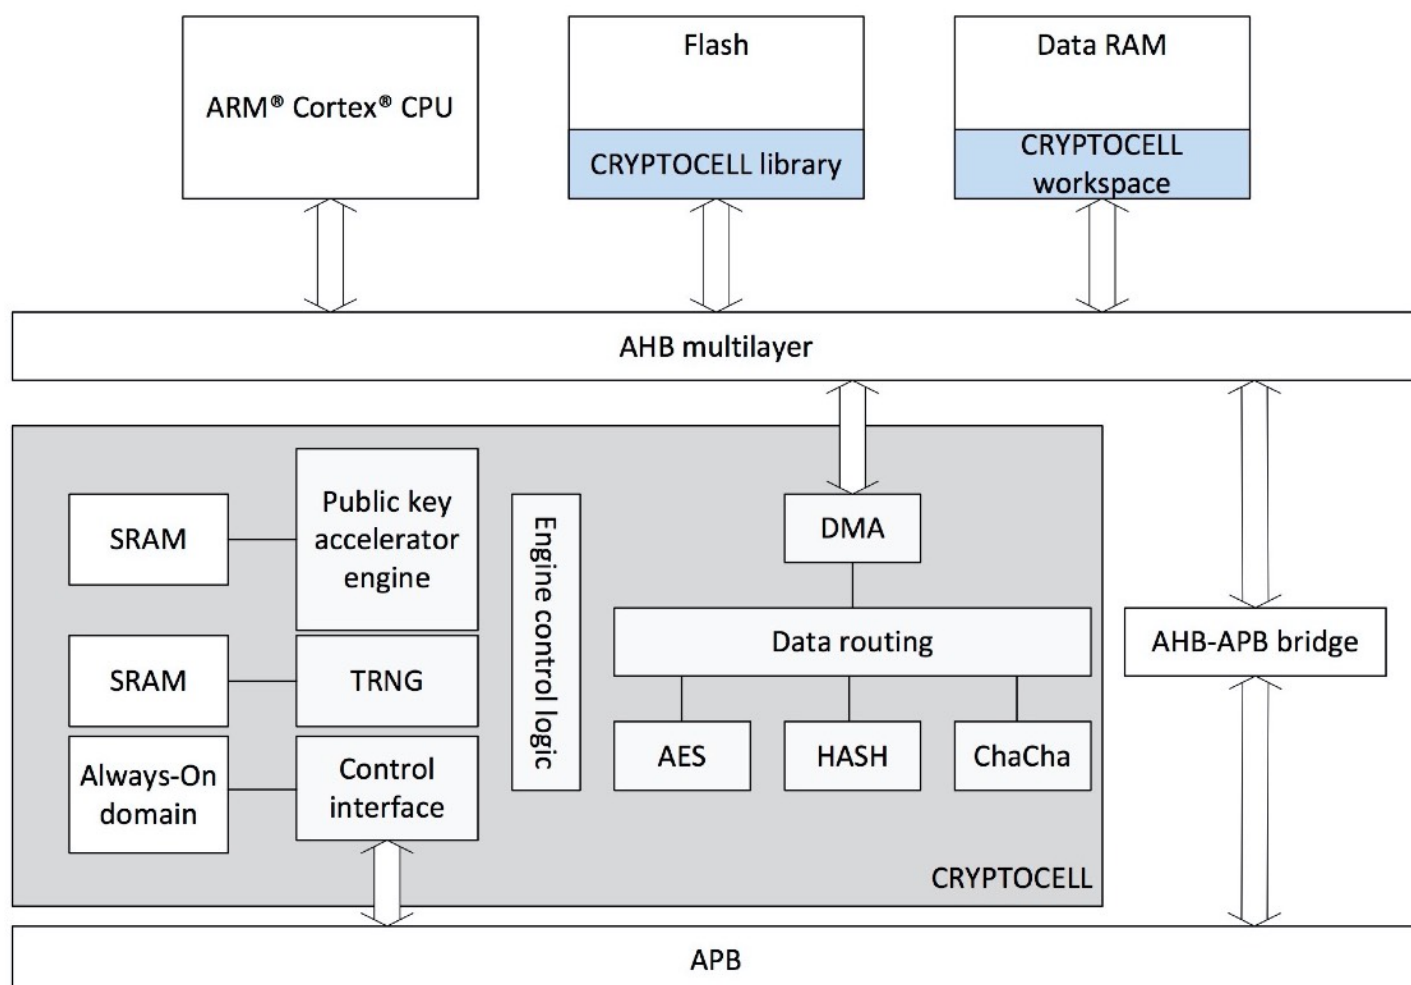 ARM® Cortex® CPU
Flash
CRYPTOCELL library
Data RAM
CRYPTOCELL
workspace
AHB multilayer
SRAM
Public key
accelerator
engine
Engine control logic
DMA
Data routing
AHB-APB bridge
SRAM
TRNG
AES
HASH
ChaCha
Always-On
domain
Control
interface
CRYPTOCELL
APB